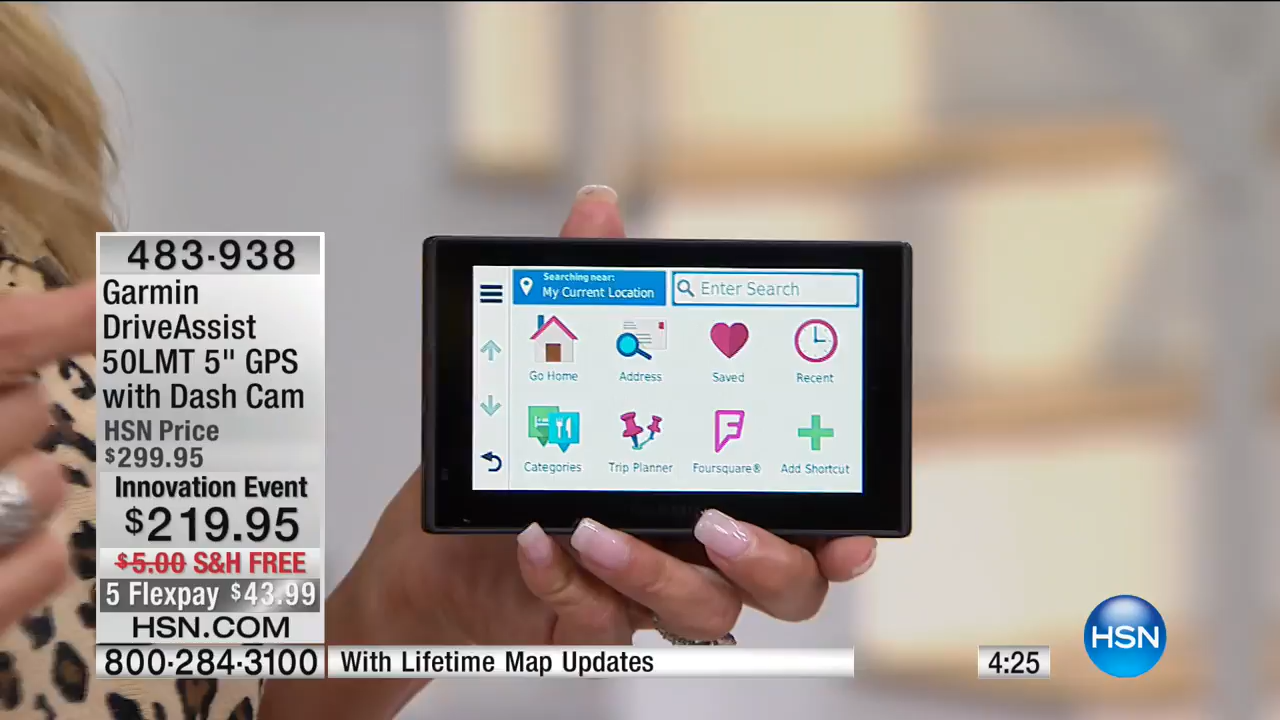 483-938
Garmin
DriveAssist
50LMT 5" GPS
with Dash Cam
HSN Price
$299.95
Innovation Event
$219.95
$5.00 S&H FREE
5 Flexpay $43.99
HSN.COM
800-284-3100
With Lifetime Map Updates
4:25
HSN
Searching near:
My Current Location
Enter Search
Go Home
Address
Saved
Recent
Categories
Trip Planner
Foursquare®
Add Shortcut